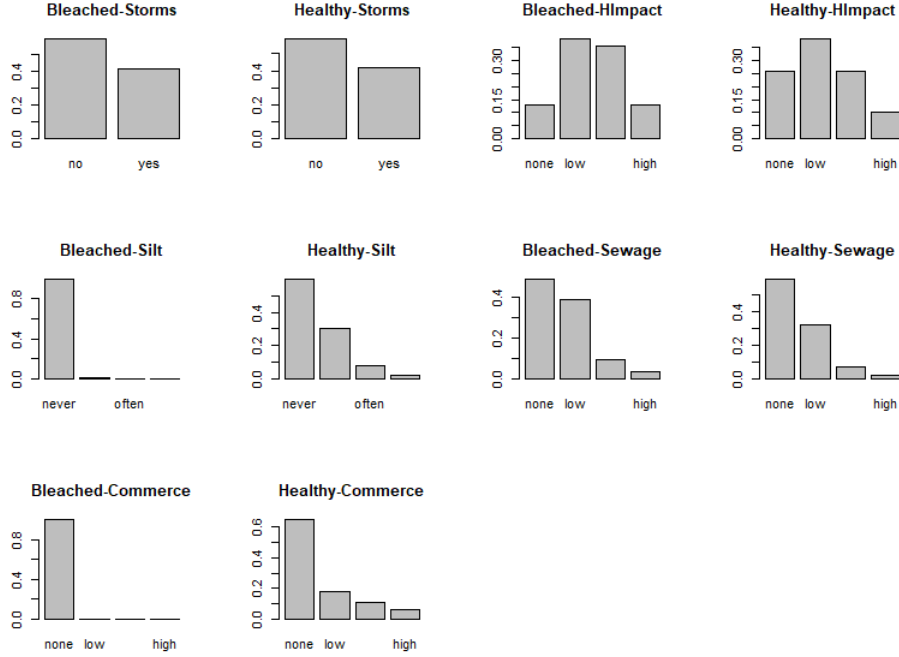 Bleached-Storms
0.0 0.2 0.4
no yes
Healthy-Storms
0.0 0.2 0.4
no yes
Bleached-HImpact
0.00 0.15 0.30
none low high
Healthy-HImpact
0.00 0.15 0.30
none low high
Bleached-Silt
0.0 0.4 0.8
never often
Healthy-Silt
0.0 0.2 0.4
never often
Bleached-Sewage
0.0 0.2 0.4
none low high
Healthy-Sewage
0.0 0.2 0.4
none low high
Bleached-Commerce
0.0 0.4 0.8
none low high
Healthy-Commerce
0.0 0.2 0.4 0.6
none low high